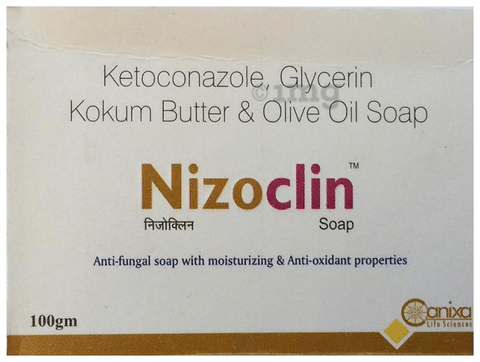 Ketoconazole, Glycerin
©1mg
Kokum Butter & Olive Oil Soap
Nizoclin™
निजोक्लिन Soap
Anti-fungal soap with moisturizing & Anti-oxidant properties
100gm
Canixa
Life Sciences